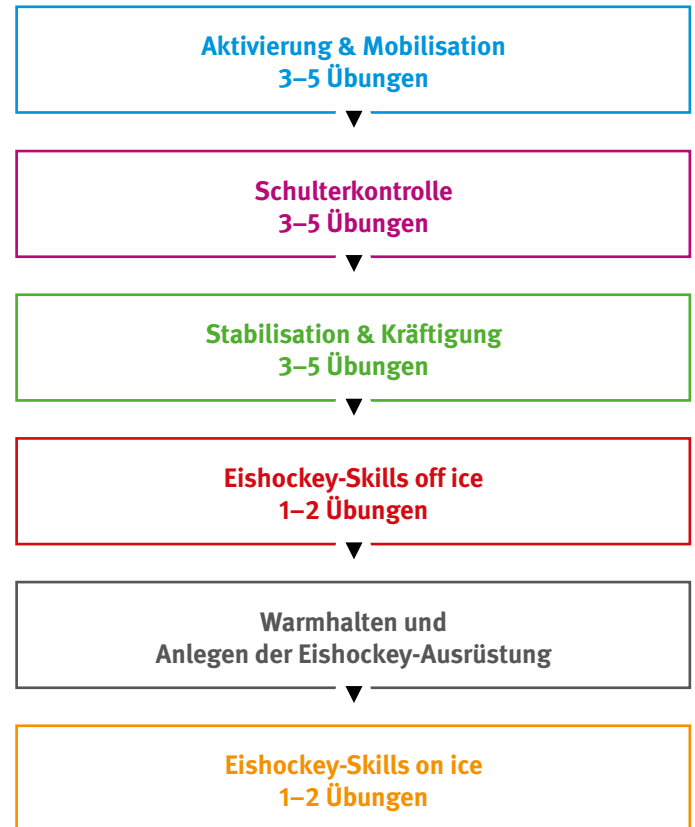 Aktivierung & Mobilisation
3–5 Übungen
Schulterkontrolle
3–5 Übungen
Stabilisation & Kräftigung
3–5 Übungen
Eishockey-Skills off ice
1–2 Übungen
Warmhalten und
Anlegen der Eishockey-Ausrüstung
Eishockey-Skills on ice
1–2 Übungen